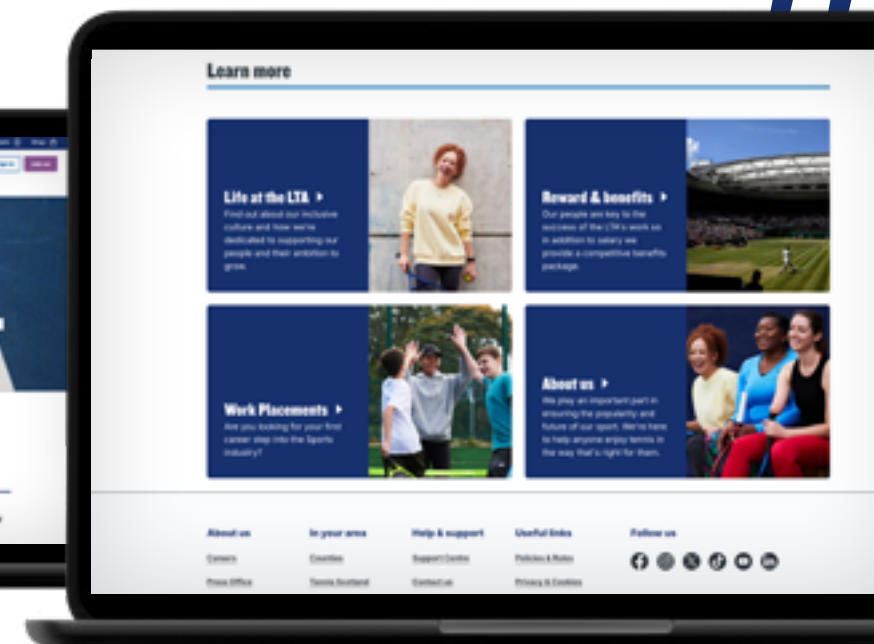 Learn more
Life at the LTA
Find out about our inclusive
culture and how we're
dedicated to supporting our
people and their ambition to
grow.
Reward & benefits
Our people are key to the
success of the LTA's work so
in addition to salary we
provide a competitive benefits
package.
Work Placements
Are you looking for your first
career step into the Sports
industry?
About us
We play an important part in
ensuring the popularity and
future of our sport. We're here
to help anyone enjoy tennis in
the way that's right for them.
About us
In your area
Help & support
Useful links
Follow us
Careers
Counties
Support Centre
Policies & Rules
Press Office
Tennis Scotland
Contact us
Privacy & Cookies